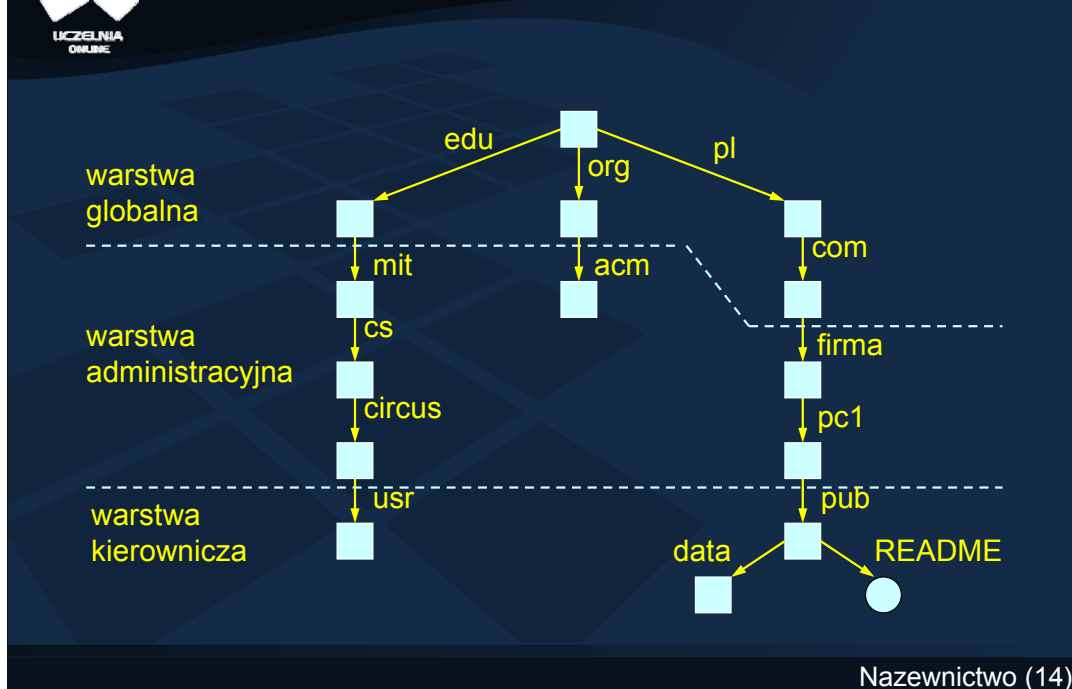 UCZELNIA
ONLINE
edu
org
pl
warstwa
globalna
mit
acm
com
cs
warstwa
administracyjna
firma
circus
pc1
usr
pub
warstwa
kierownicza
data
README
Nazewnictwo (14)